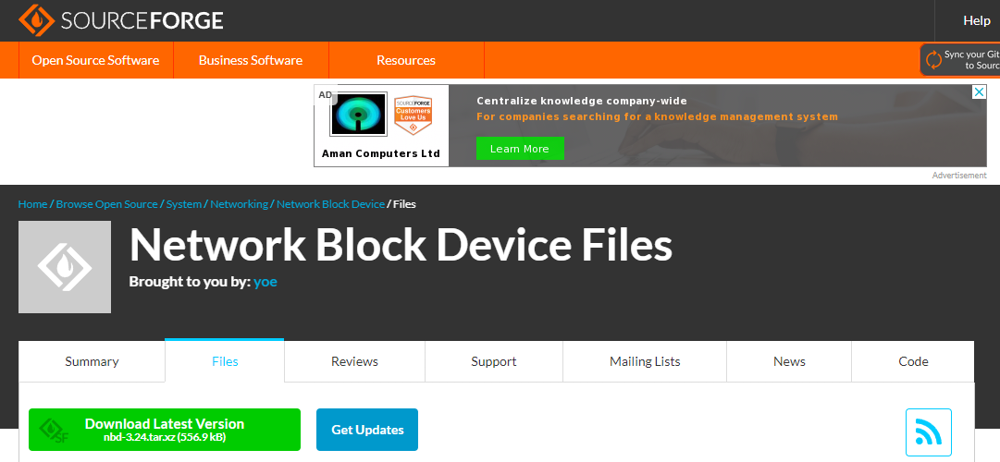 SOURCEFORGE
Help
Open Source Software
Business Software
Resources
Sync your Git
to Sourc
AD
SOURCEFORGE
Customers
Love Us
Aman Computers Ltd
Centralize knowledge company-wide
For companies searching for a knowledge management system
Learn More
Advertisement
Home / Browse Open Source / System / Networking / Network Block Device / Files
Network Block Device Files
Brought to you by: yoe
Summary
Files
Reviews
Support
Mailing Lists
News
Code
SF
Download Latest Version
nbd-3.24.tar.xz (556.9 kB)
Get Updates